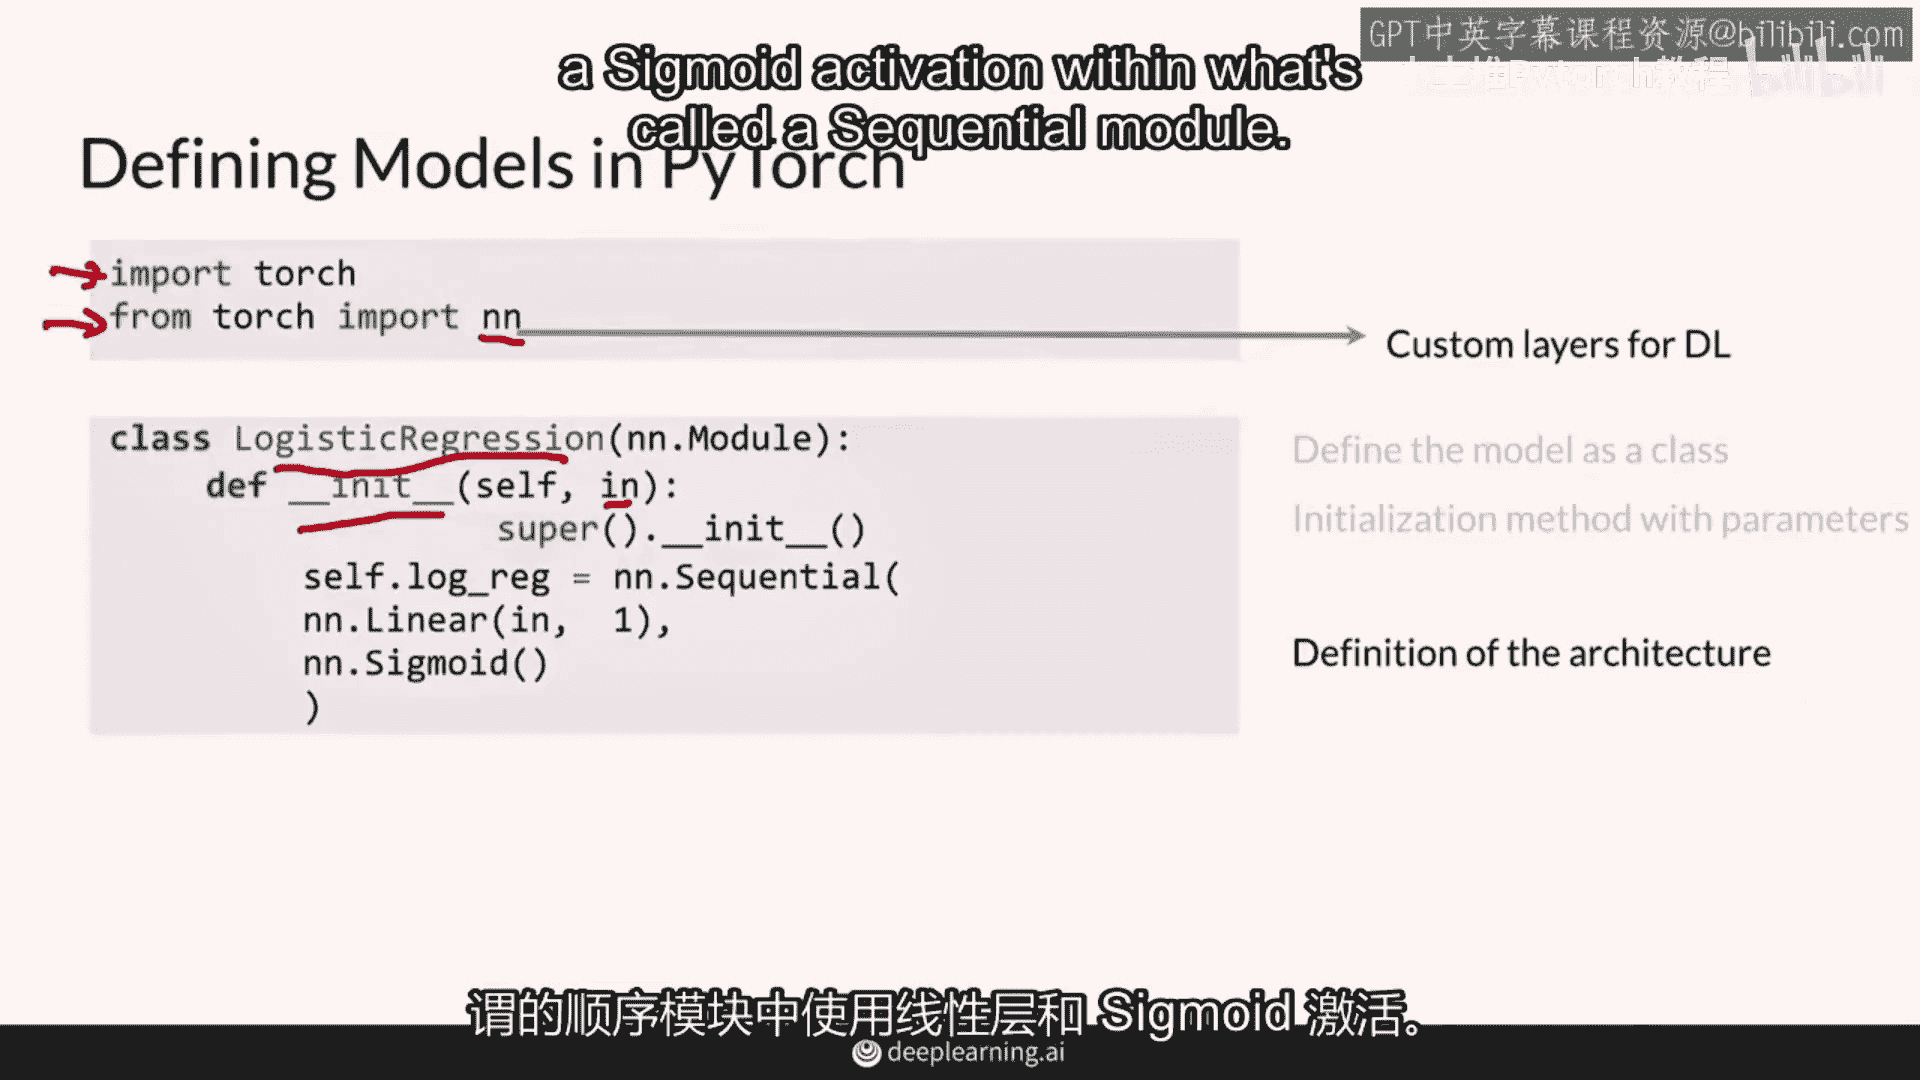 GPT中英字幕课程资源@bilibili.com
a Sigmoid activation within what's
called a Sequential module.
Defining Models in PyTorch
import torch
from torch import nn
Custom layers for DL
class LogisticRegression(nn.Module):
def __init__(self, in):
super().__init__()
self.log_reg = nn.Sequential(
nn.Linear(in, 1),
nn.Sigmoid()
)
Define the model as a class
Initialization method with parameters
Definition of the architecture
谓的顺序模块中使用线性层和 Sigmoid 激活。
deeplearning.ai